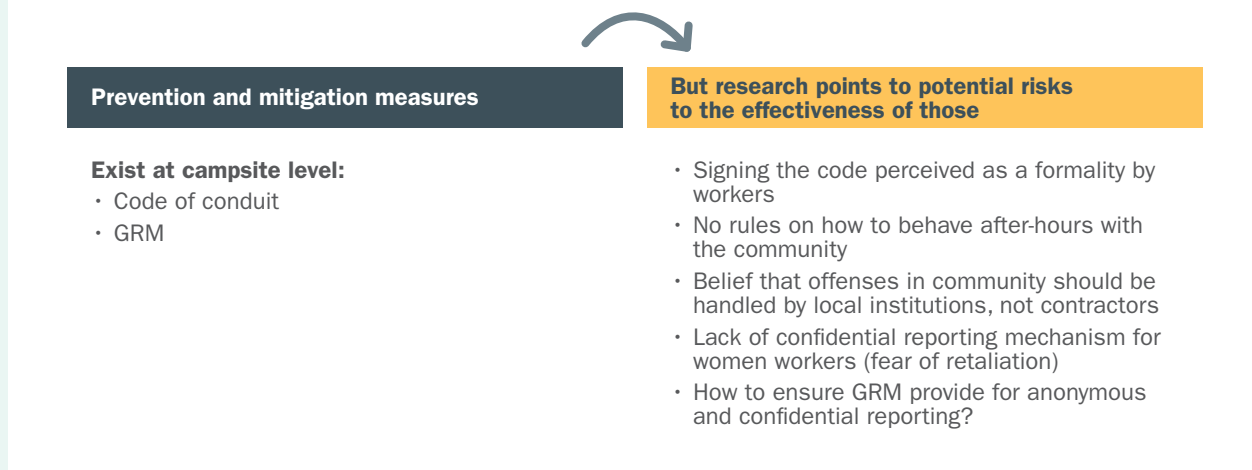 Prevention and mitigation measures
But research points to potential risks
to the effectiveness of those
Exist at campsite level:
· Code of conduit
· GRM
· Signing the code perceived as a formality by
workers
· No rules on how to behave after-hours with
the community
· Belief that offenses in community should be
handled by local institutions, not contractors
· Lack of confidential reporting mechanism for
women workers (fear of retaliation)
· How to ensure GRM provide for anonymous
and confidential reporting?